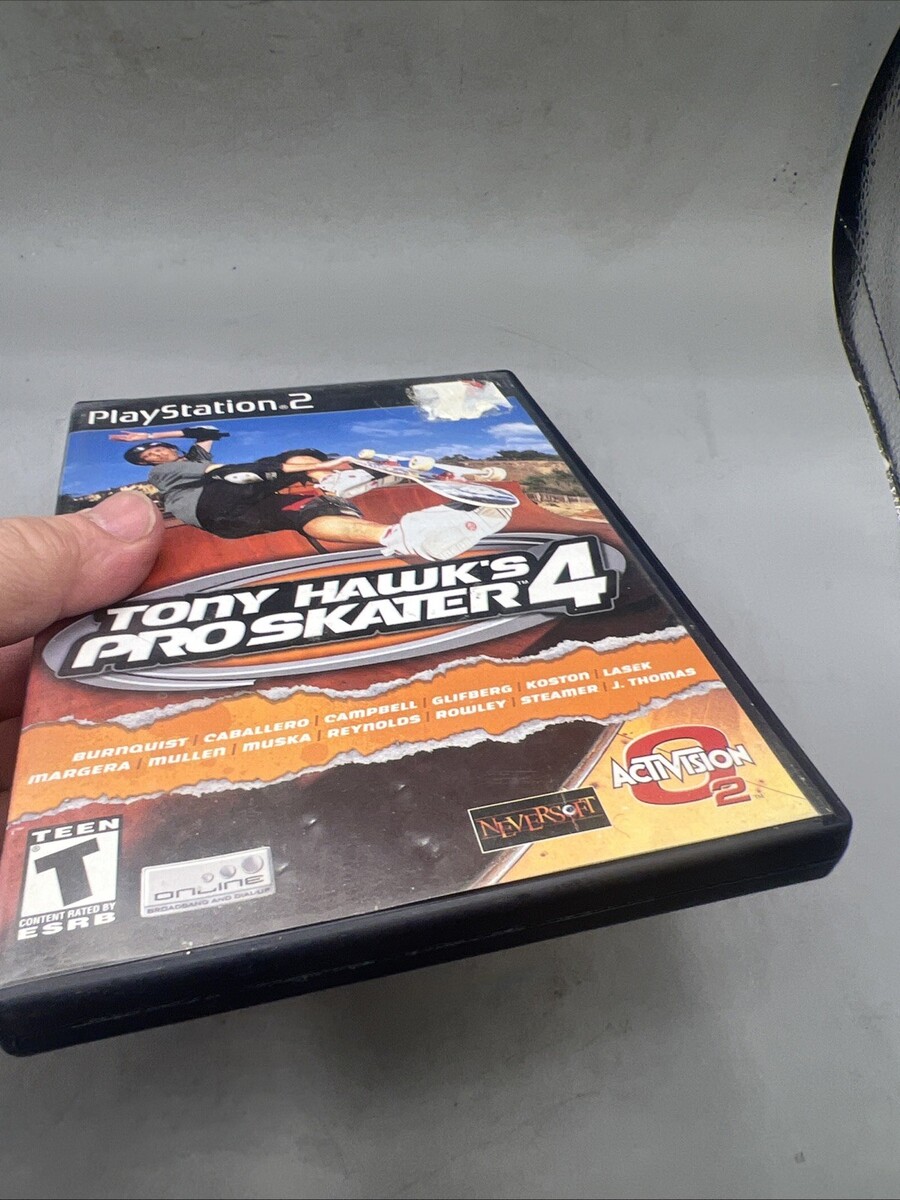 PlayStation®2
TONY HAWK'S
PRO SKATER™ 4
BURNQUIST | CABALLERO | CAMPBELL | GLIFBERG | KOSTON | LASEK
MARGERA | MULLEN | MUSKA | REYNOLDS | ROWLEY | STEAMER | J. THOMAS
NEVERSOFT
ACTIVISION
O2
TEEN
T
CONTENT RATED BY
ESRB
ONLINE
BROADBAND AND DIAL-UP